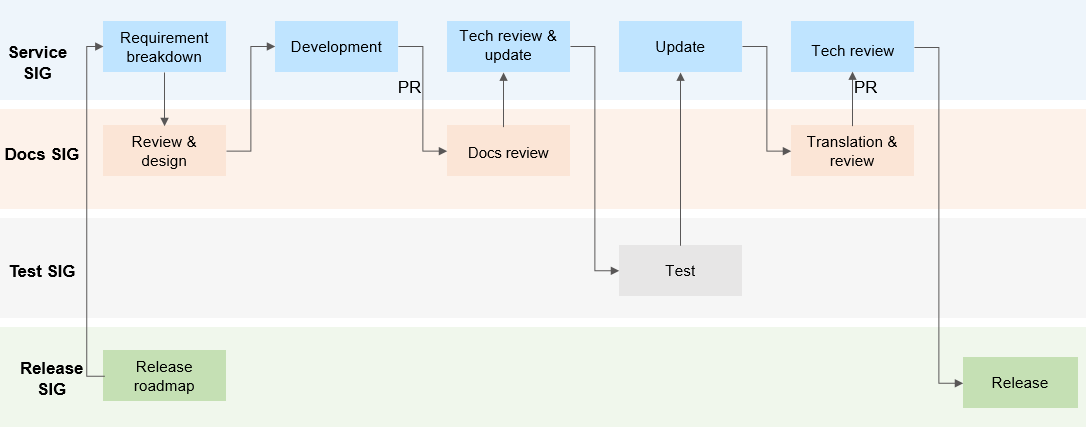 Service
SIG
Requirement
breakdown
Development
Tech review &
update
Update
Tech review
PR
PR
Docs SIG
Review &
design
Docs review
Translation &
review
Test SIG
Test
Release
SIG
Release
roadmap
Release